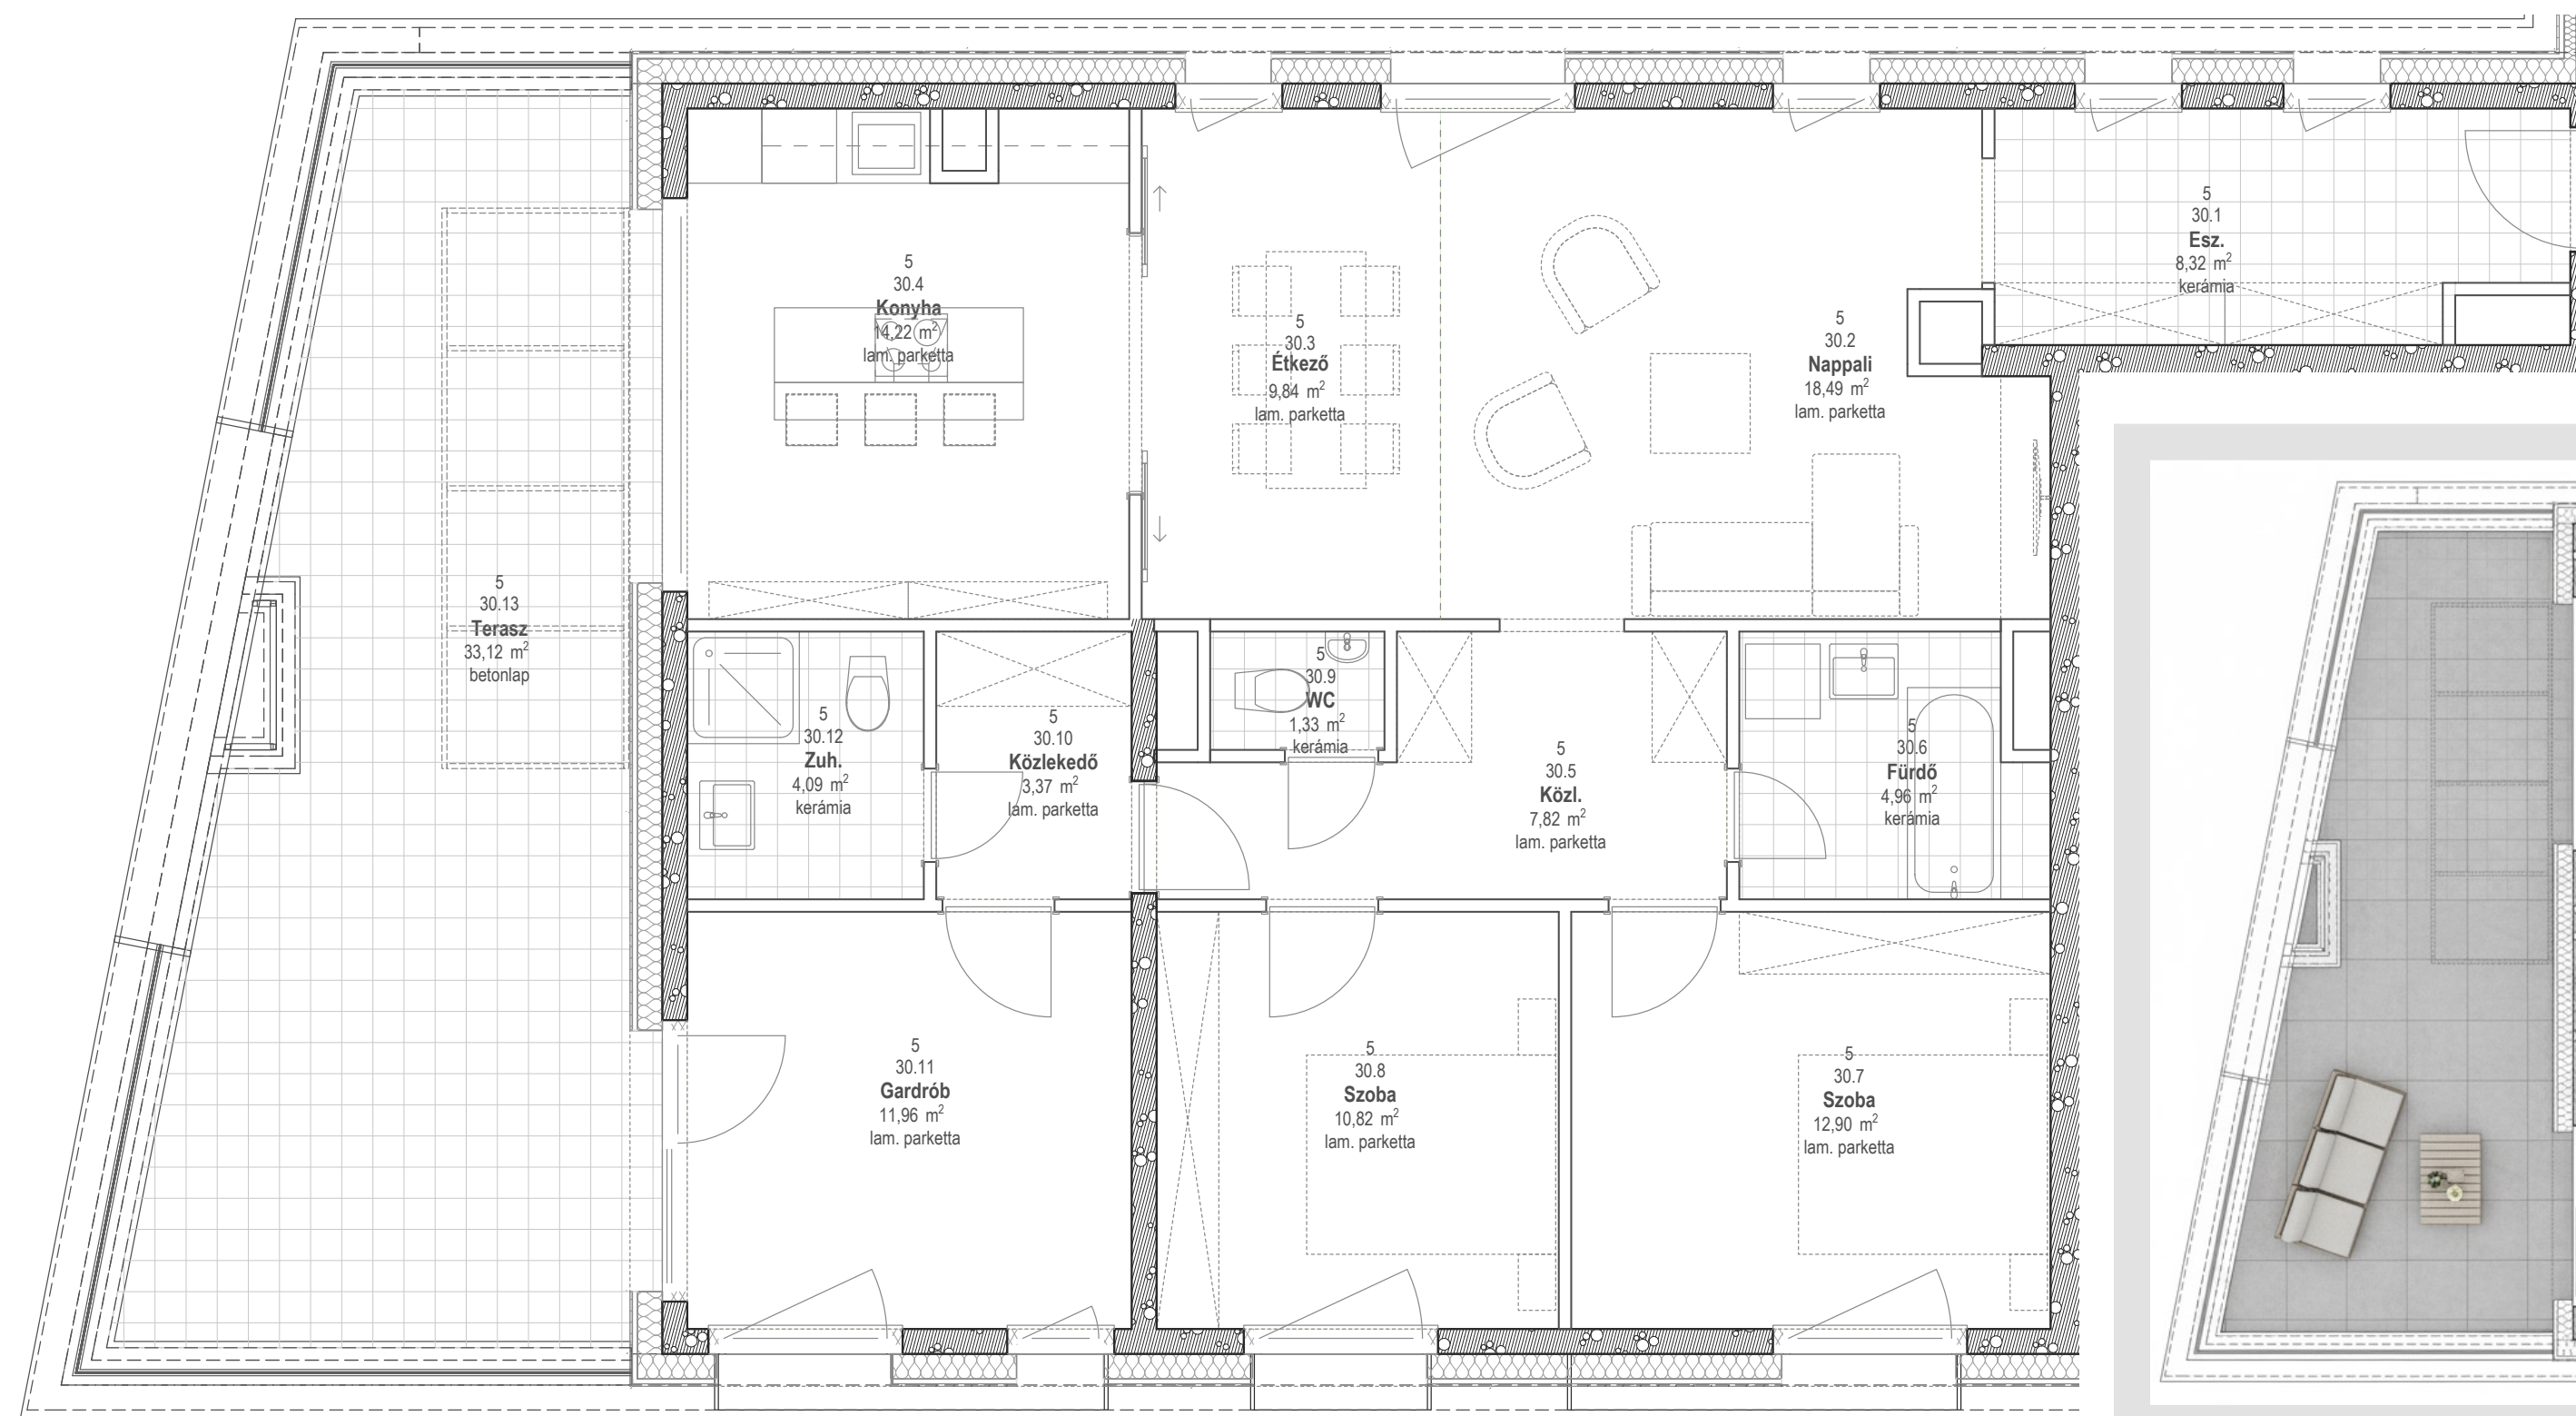 5
30.1
Esz.
8,32 m²
kerámia
5
30.4
Konyha
14,22 m²
lam. parketta
5
30.3
Étkező
9,84 m²
lam. parketta
5
30.2
Nappali
18,49 m²
lam. parketta
5
30.13
Terasz
33,12 m²
betonlap
5
30.12
Zuh.
4,09 m²
kerámia
5
30.10
Közlekedő
3,37 m²
lam. parketta
5
30.9
WC
1,33 m²
kerámia
5
30.5
Közl.
7,82 m²
lam. parketta
5
30.6
Fürdő
4,96 m²
kerámia
5
30.11
Gardrób
11,96 m²
lam. parketta
5
30.8
Szoba
10,82 m²
lam. parketta
5
30.7
Szoba
12,90 m²
lam. parketta